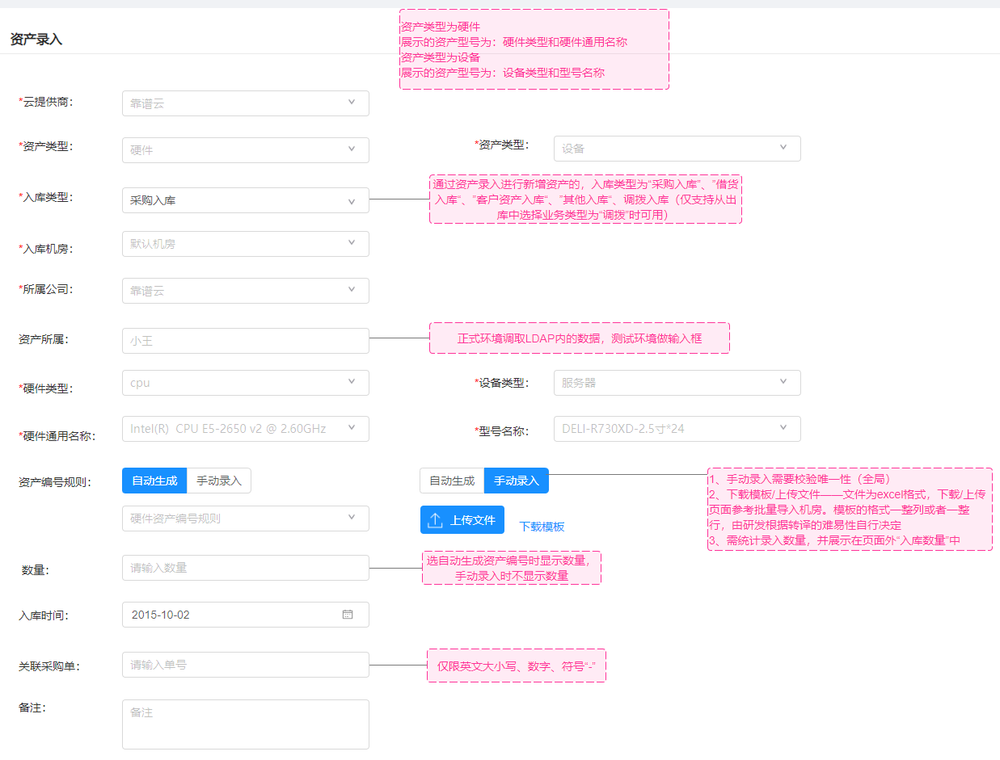 资产录入
资产类型为硬件
展示的资产型号为：硬件类型和硬件通用名称
资产类型为设备
展示的资产型号为：设备类型和型号名称
*云提供商：
靠谱云
*资产类型：
硬件
*资产类型：
设备
*入库类型：
采购入库
通过资产录入进行新增资产的，入库类型为“采购入库”、”借货
入库“、”客户资产入库“、”其他入库“、调拨入库（仅支持从出
库中选择业务类型为“调拨”时可用）
*入库机房：
默认机房
*所属公司：
靠谱云
资产所属：
小王
正式环境调取LDAP内的数据，测试环境做输入框
*硬件类型：
cpu
*设备类型：
服务器
*硬件通用名称：
Intel(R) CPU E5-2650 v2 @ 2.60GHz
*型号名称：
DELI-R730XD-2.5寸*24
资产编号规则：
自动生成 手动录入
自动生成 手动录入
1、手动录入需要校验唯一性（全局）
2、下载模板/上传文件——文件为excel格式，下载/上传
页面参考批量导入机房。模板的格式一整列或者一整
行，由研发根据转译的难易性自行决定
3、需统计录入数量，并展示在页面外“入库数量”中
硬件资产编号规则
上传文件
下载模板
数量：
请输入数量
选自动生成资产编号时显示数量，
手动录入时不显示数量
入库时间：
2015-10-02
关联采购单：
请输入单号
仅限英文大小写、数字、符号“-”
备注：
备注